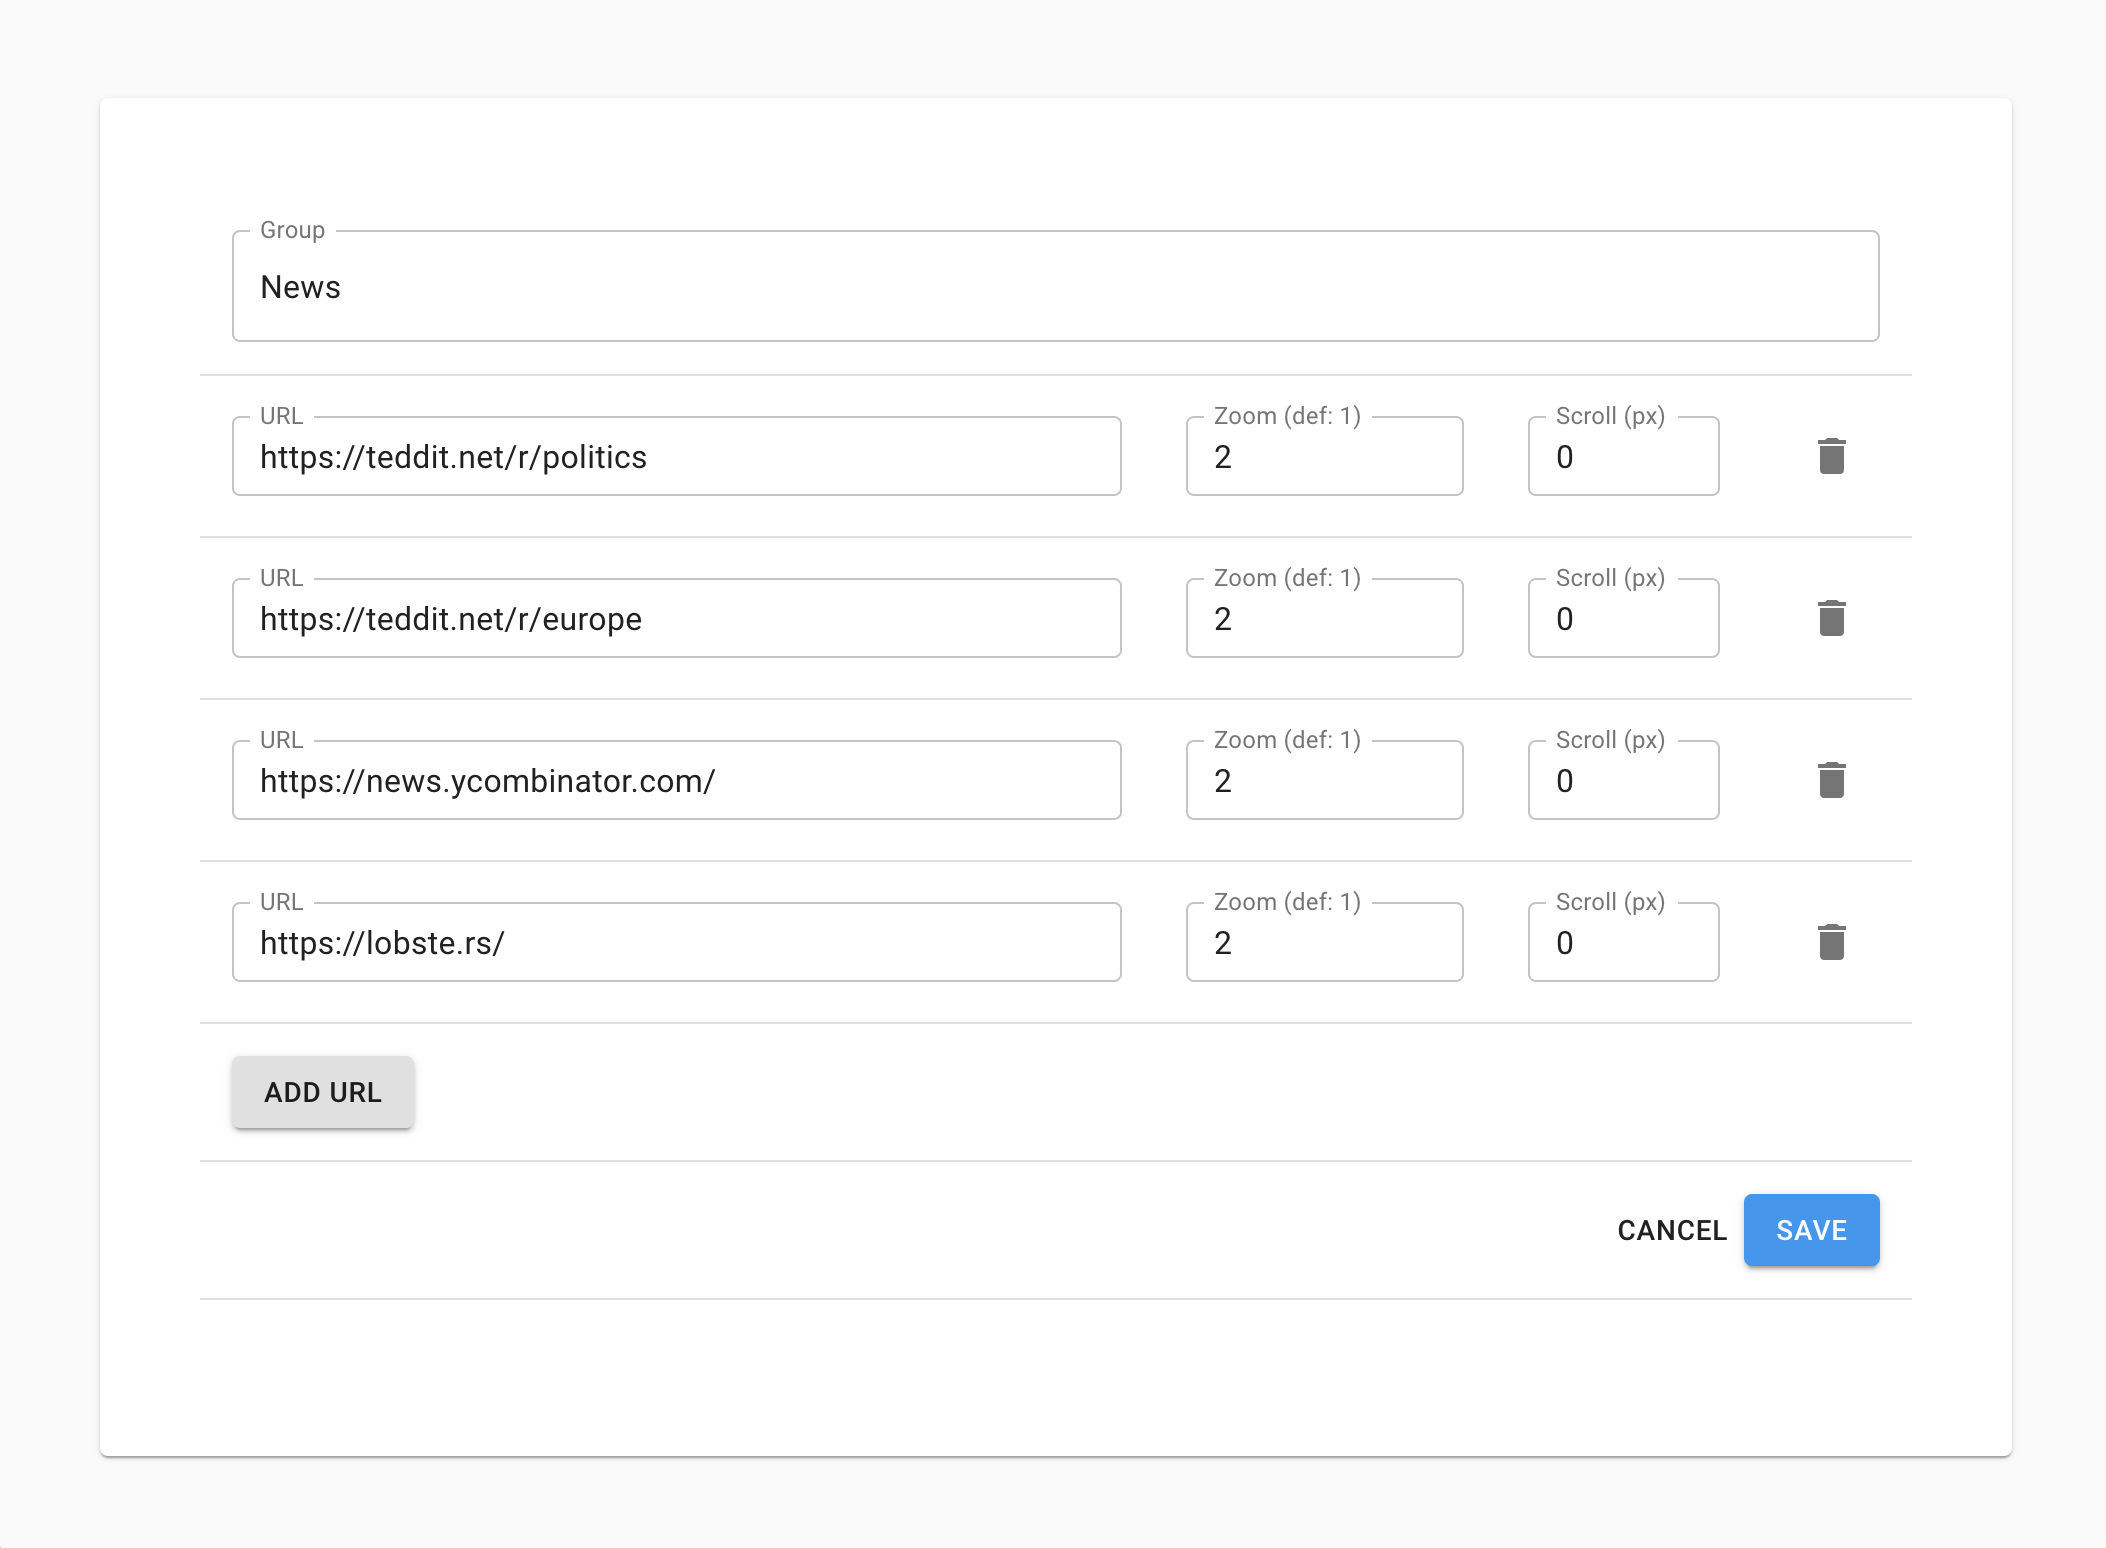 Group
News
URL
Zoom (def: 1)
Scroll (px)
https://teddit.net/r/politics
2
0
URL
Zoom (def: 1)
Scroll (px)
https://teddit.net/r/europe
2
0
URL
Zoom (def: 1)
Scroll (px)
https://news.ycombinator.com/
2
0
URL
Zoom (def: 1)
Scroll (px)
https://lobste.rs/
2
0
ADD URL
CANCEL
SAVE